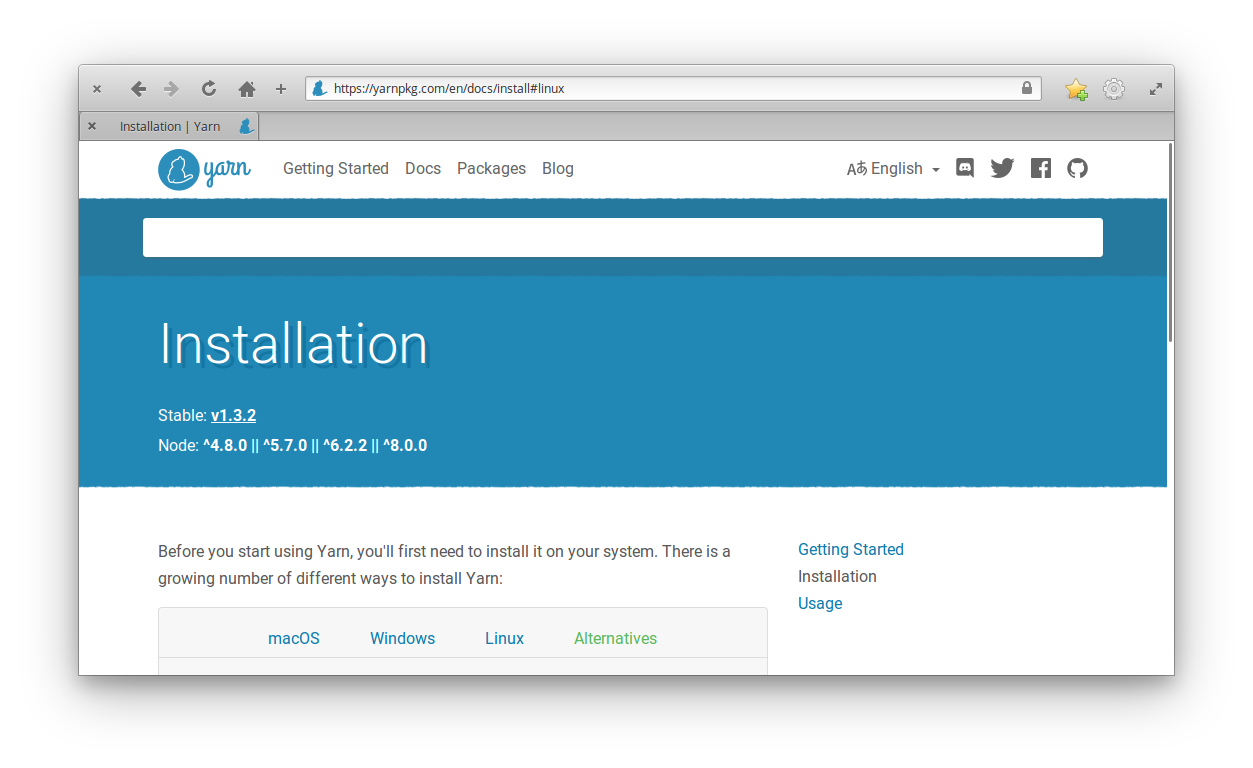 https://yarnpkg.com/en/docs/install#linux
Installation | Yarn
yarn Getting Started Docs Packages Blog Aあ English
Installation
Stable: v1.3.2
Node: ^4.8.0 || ^5.7.0 || ^6.2.2 || ^8.0.0
Before you start using Yarn, you'll first need to install it on your system. There is a
growing number of different ways to install Yarn:
macOS Windows Linux Alternatives
Getting Started
Installation
Usage